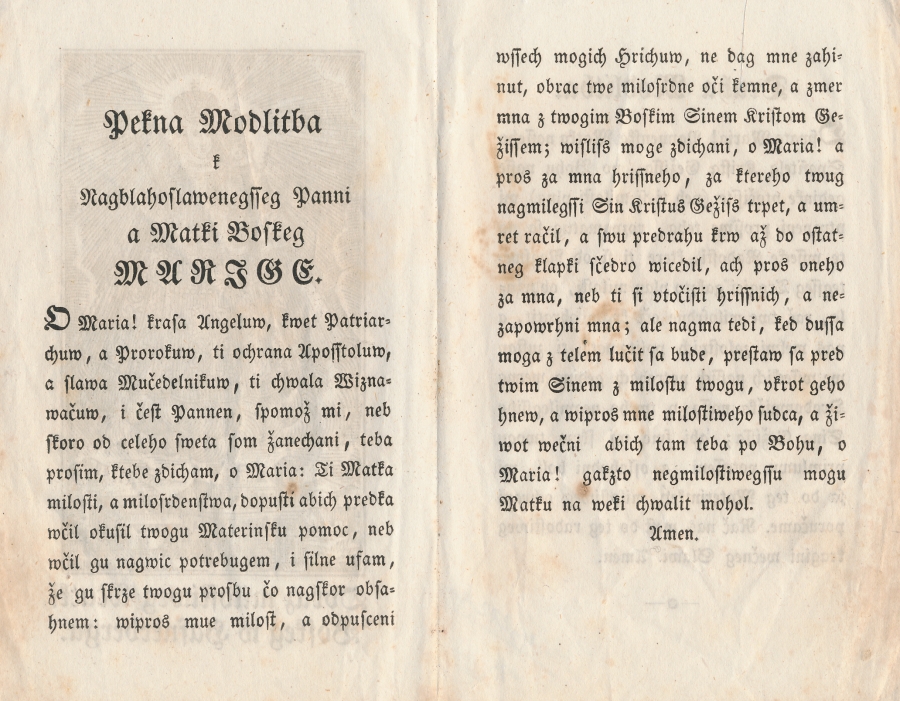 Pekna Modlitba
k
Nagblahoslawenegsseg Panni
a Matki Boskeg
MARIGE.
O Maria! krasa Angeluw, kwet Patriar-
chuw, a Prorokuw, ti ochrana Aposstoluw,
a slawa Mučedelnikuw, ti chwala Wizna-
wačuw, i čest Pannen, spomož mi, neb
skoro od celeho sweta som žanechani, teba
prosim, ktebe zdicham, o Maria: Ti Matka
milosti, a milosrdenstwa, dopusti abich predka
wčil okusil twogu Materinsku pomoc, neb
wčil gu nagwic potrebugem, i silne ufam,
že gu skrze twogu prosbu čo nagskor obsa-
hnem: wipros mue milost, a odpusceni
wssech mogich Hrichuw, ne dag mne zahi-
nut, obrac twe milosrdne oči kemne, a zmer
mna z twogim Boskim Sinem Kristom Ge-
žissem; wisliss moge zdichani, o Maria! a
pros za mna hrissneho, za ktereho twug
nagmilegssi Sin Kristus Gežiss trpet, a um-
ret račil, a swu predrahu krw až do ostat-
neg klapki sčedro wicedil, ach pros oneho
za mna, neb ti si vtočisti hrissnich, a ne-
zapowrhni mna; ale nagma tedi, ked dussa
moga z telem lučit sa bude, prestaw sa pred
twim Sinem z milostu twogu, vkrot geho
hnew, a wipros mne milostiweho sudca, a ži-
wot wečni abich tam teba po Bohu, o
Maria! gakzto negmilostiwegssu mogu
Matku na weki chwalit mohol.
Amen.